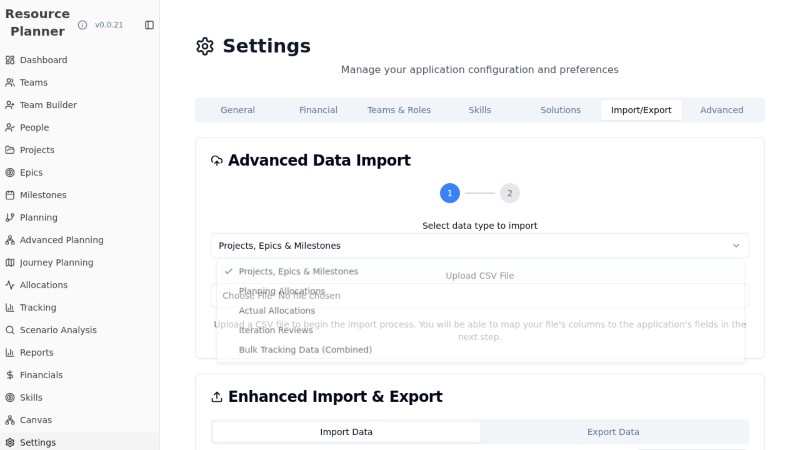 Resource
Planner
v0.0.21
Dashboard
Teams
Team Builder
People
Projects
Epics
Milestones
Planning
Advanced Planning
Journey Planning
Allocations
Tracking
Scenario Analysis
Reports
Financials
Skills
Canvas
Settings
Settings
Manage your application configuration and preferences
General Financial Teams & Roles Skills Solutions Import/Export Advanced
Advanced Data Import
1 2
Select data type to import
Projects, Epics & Milestones
Projects, Epics & Milestones
Upload CSV File
Planning Allocations
Choose File No file chosen
Actual Allocations
Upload a CSV file to begin the import process. You will be able to map your file's columns to the application's fields in the
next step.
Iteration Reviews
Bulk Tracking Data (Combined)
Enhanced Import & Export
Import Data Export Data